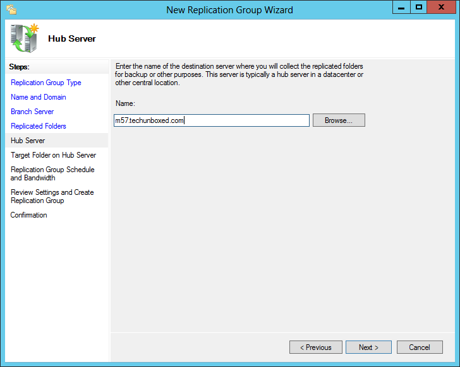 New Replication Group Wizard
Hub Server
Steps:
Replication Group Type
Name and Domain
Branch Server
Replicated Folders
Hub Server
Target Folder on Hub Server
Replication Group Schedule
and Bandwidth
Review Settings and Create
Replication Group
Confirmation
Enter the name of the destination server where you will collect the replicated folders
for backup or other purposes. This server is typically a hub server in a datacenter or
other central location.
Name:
m57.techunboxed.com
Browse...
< Previous
Next >
Cancel